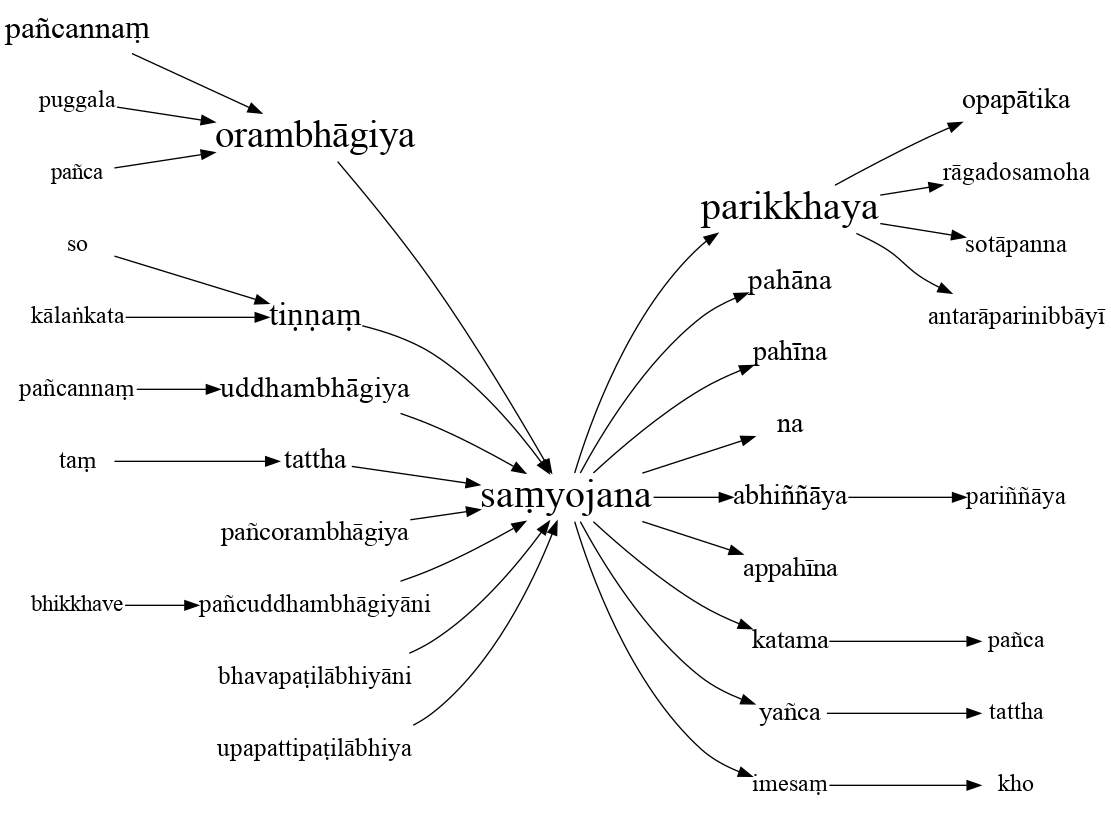 pañcannaṃ
puggala
orambhāgiya
pañca
so
tiṇṇaṃ
kālaṅkata
pañcannaṃ
uddhambhāgiya
taṃ
tattha
pañcorambhāgiya
bhikkhave
pañcuddhambhāgiyāni
bhavapaṭilābhiyāni
upapattipaṭilābhiya
saṃyojana
parikkhaya
opapātika
rāgadosamoha
sotāpanna
antarāparinibbāyī
pahāna
pahīna
na
abhiññāya
pariññāya
appahīna
katama
pañca
yañca
tattha
imesaṃ
kho